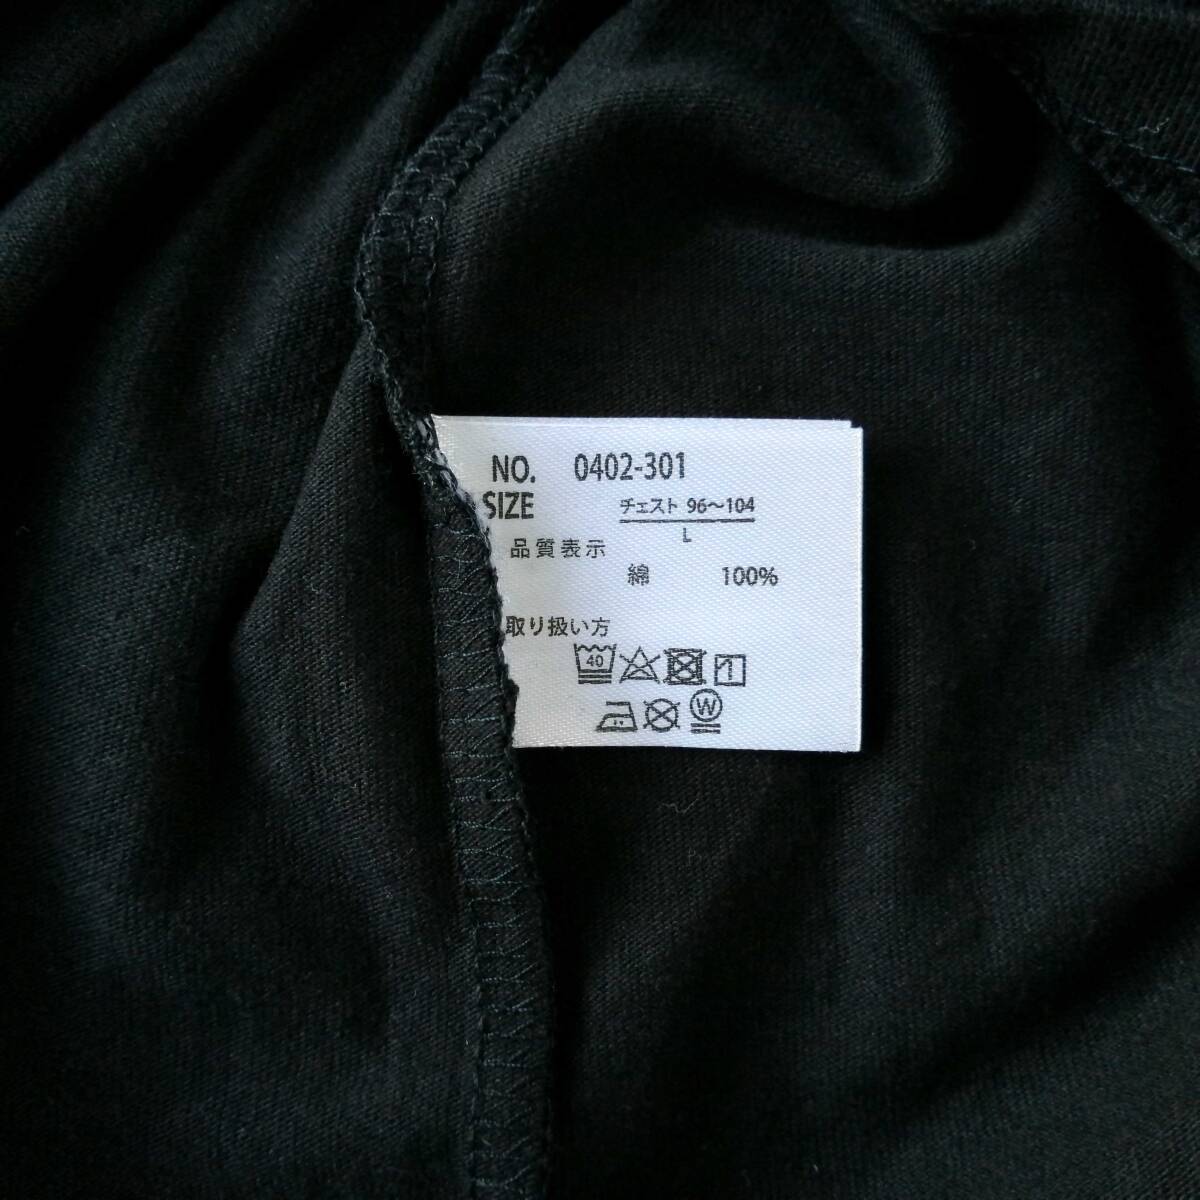 NO. 0402-301
SIZE チェスト 96～104
L
品質表示
綿 100%
取り扱い方
40
W